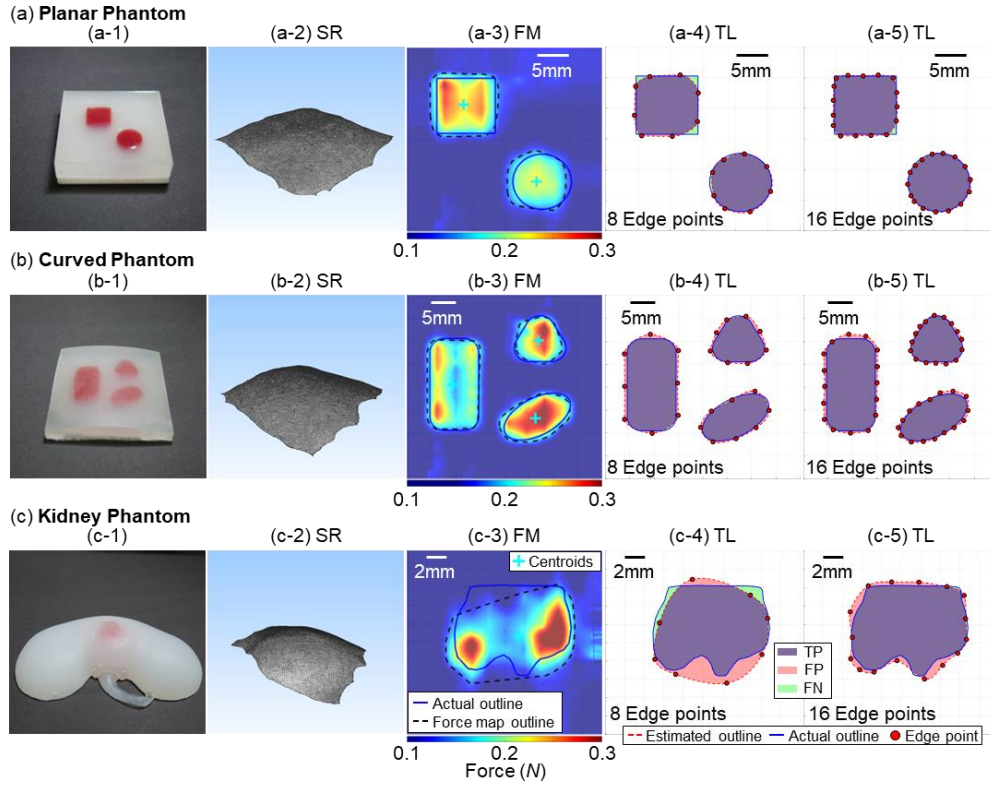 (a) Planar Phantom
(a-1) (a-2) SR (a-3) FM (a-4) TL (a-5) TL
5mm 5mm 5mm
8 Edge points 16 Edge points
0.1 0.2 0.3
(b) Curved Phantom
(b-1) (b-2) SR (b-3) FM (b-4) TL (b-5) TL
5mm 5mm 5mm
8 Edge points 16 Edge points
0.1 0.2 0.3
(c) Kidney Phantom
(c-1) (c-2) SR (c-3) FM (c-4) TL (c-5) TL
2mm Centroids 2mm 2mm
TP
FP
FN
Actual outline
Force map outline
8 Edge points 16 Edge points
Estimated outline Actual outline Edge point
0.1 0.2 0.3
Force (N)